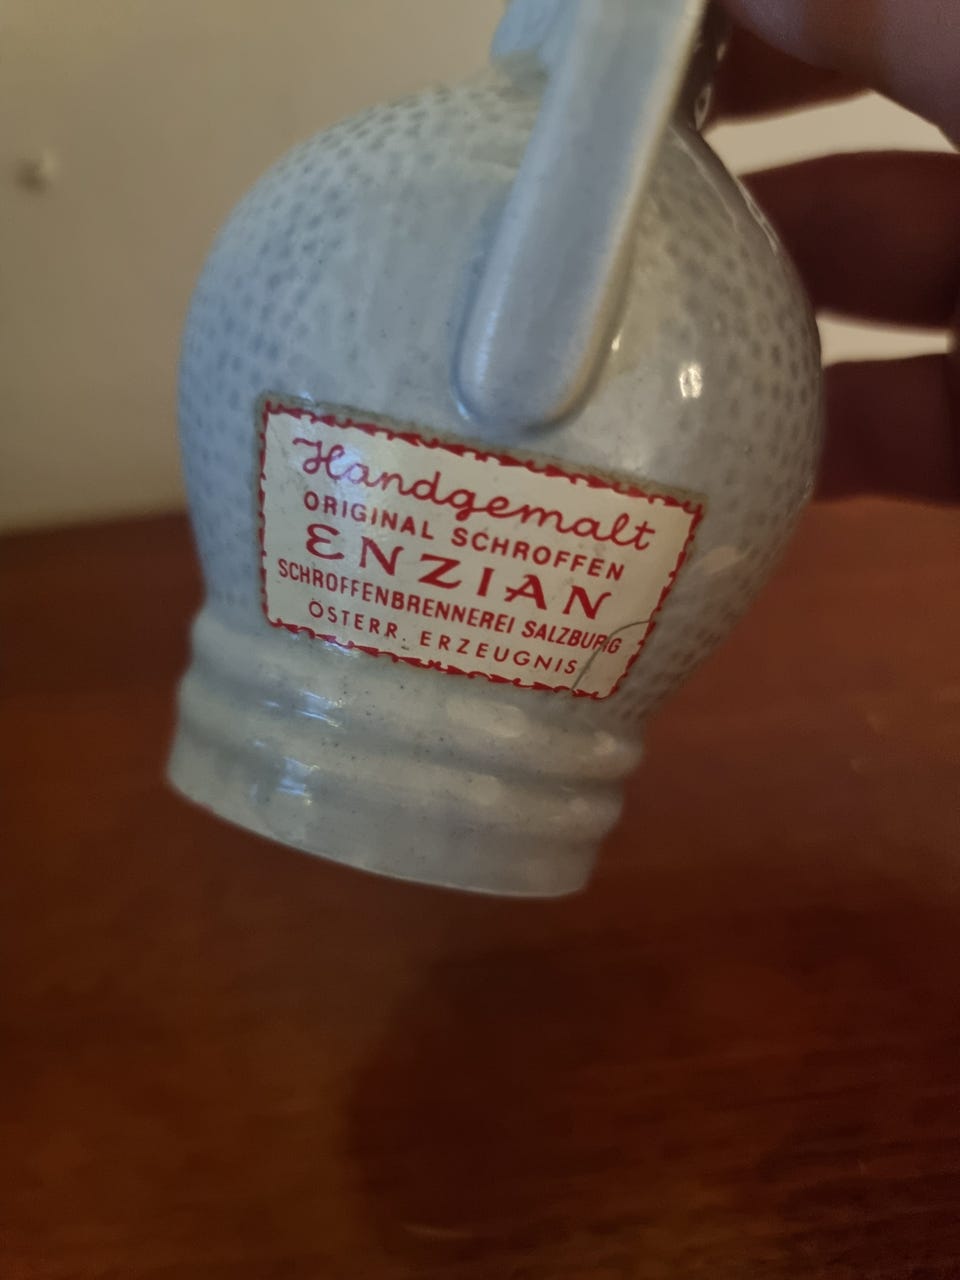 Handgemalt
ORIGINAL SCHROFFEN
ENZIAN
SCHROFFENBRENNEREI SALZBURG
ÖSTERR. ERZEUGNIS